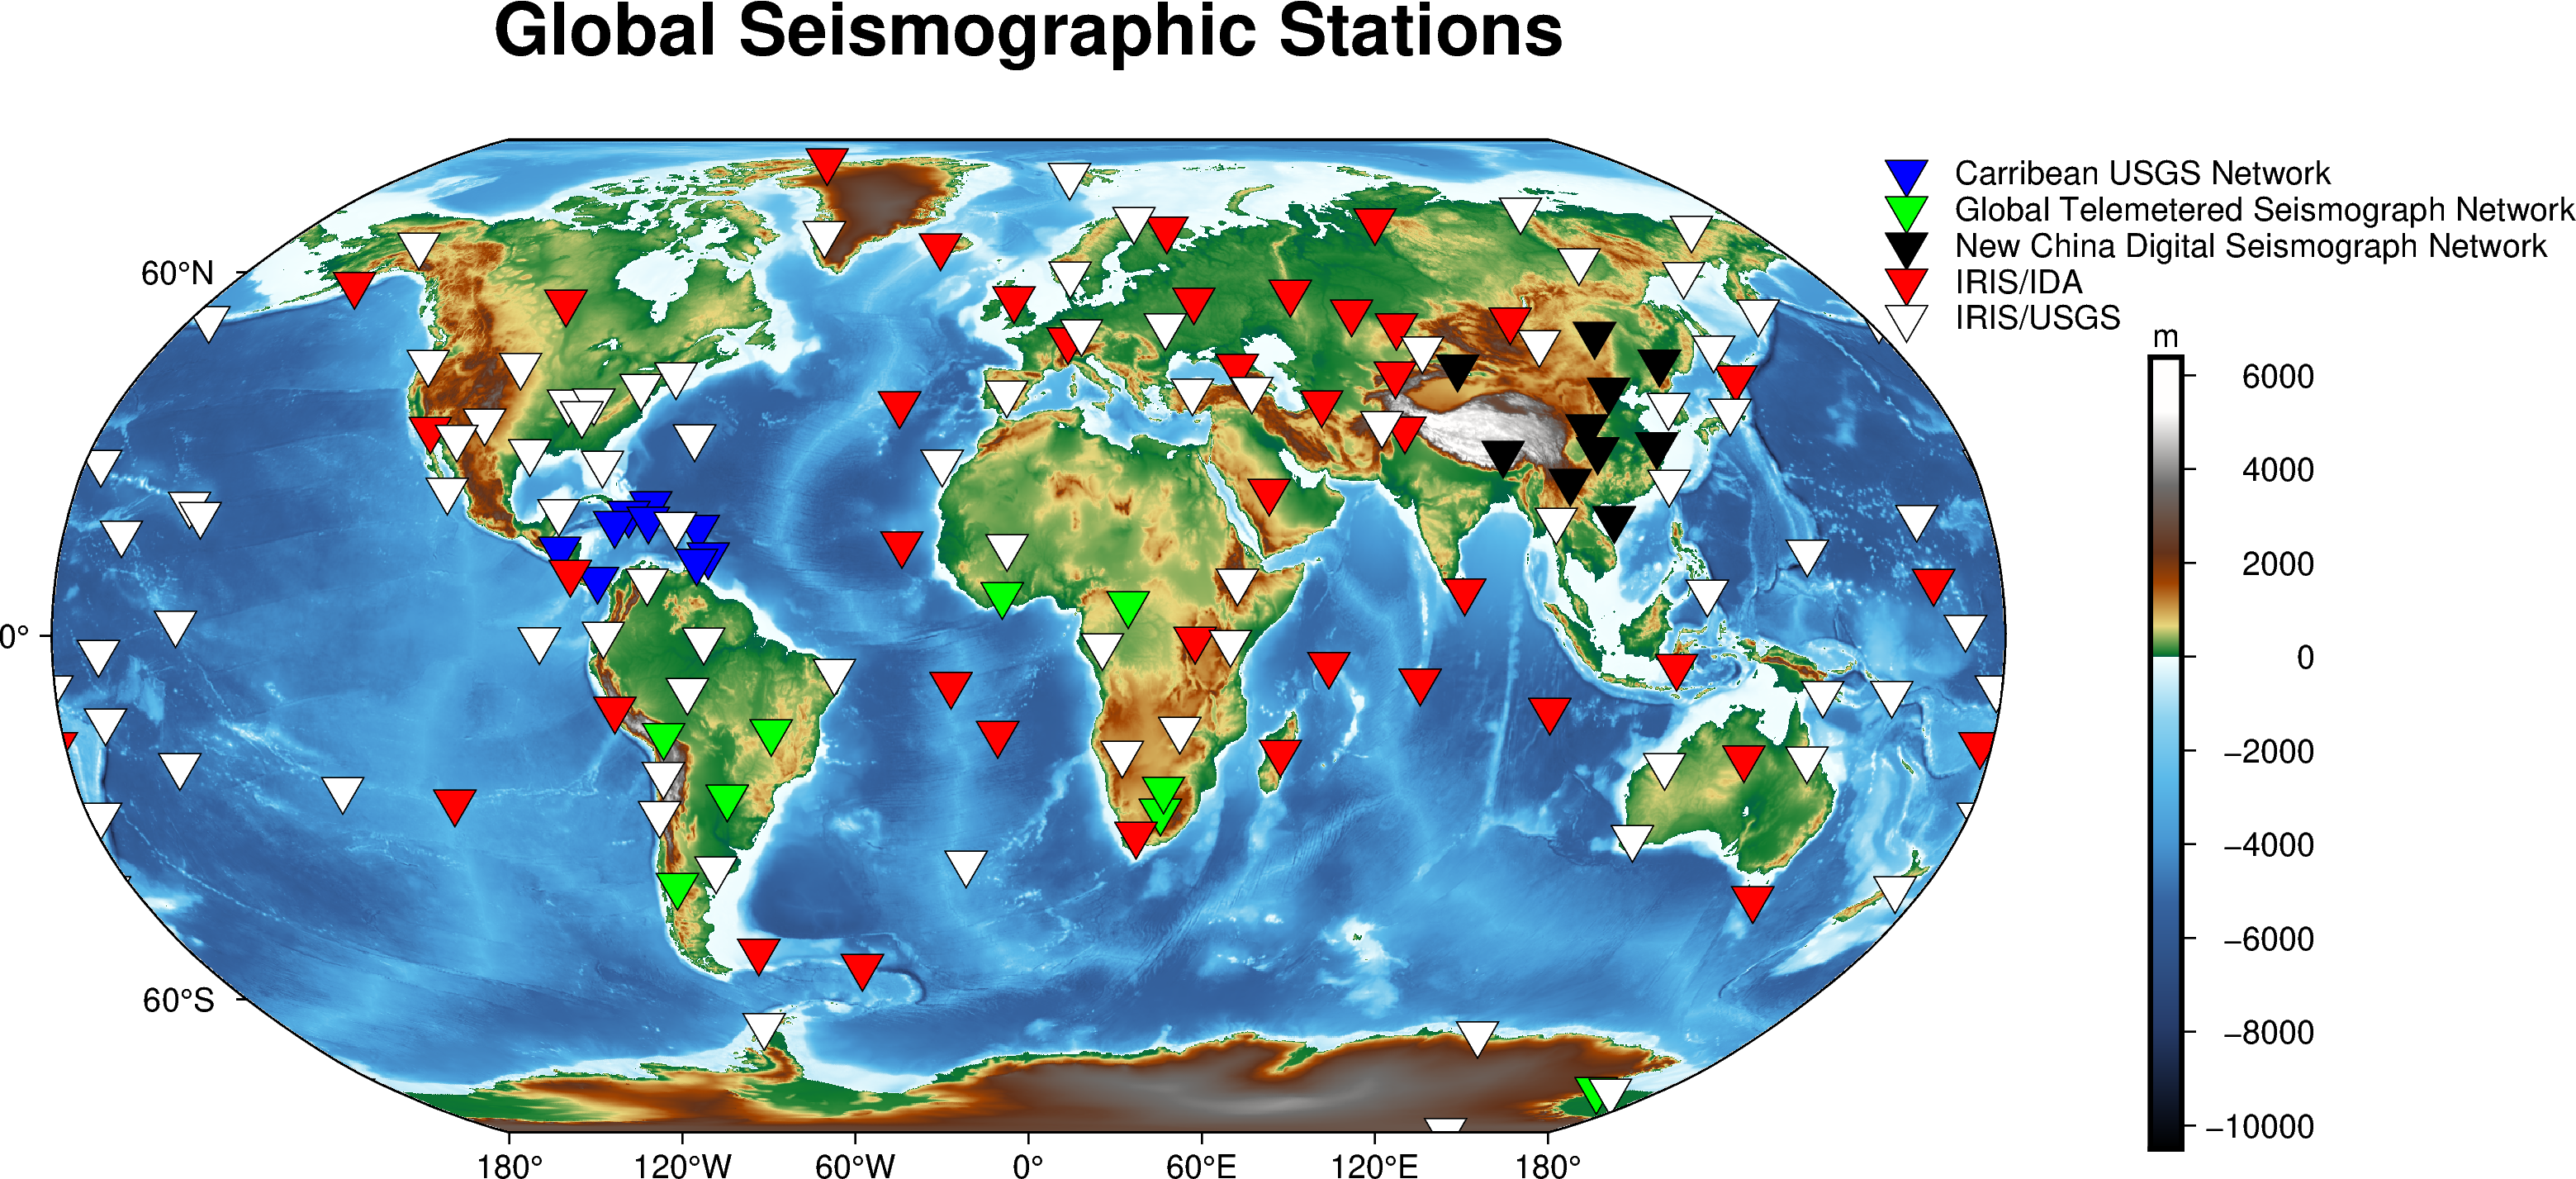 Global Seismographic Stations
Carribean USGS Network
Global Telemetered Seismograph Network
New China Digital Seismograph Network
IRIS/IDA
IRIS/USGS
m
6000
4000
2000
0
−2000
−4000
−6000
−8000
−10000
60°N
0°
60°S
180° 120°W 60°W 0° 60°E 120°E 180°